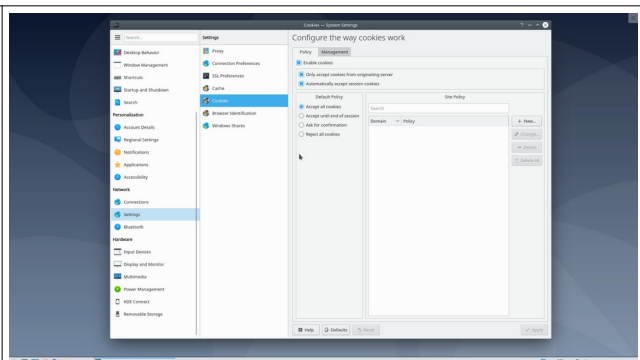 Cookies — System Settings
Search...
Desktop Behavior
Window Management
Shortcuts
Startup and Shutdown
Search
Personalization
Account Details
Regional Settings
Notifications
Applications
Accessibility
Network
Connections
Settings
Bluetooth
Hardware
Input Devices
Display and Monitor
Multimedia
Power Management
KDE Connect
Removable Storage
Settings
Proxy
Connection Preferences
SSL Preferences
Cache
Cookies
Browser Identification
Windows Shares
Configure the way cookies work
Policy Management
Enable cookies
Only accept cookies from originating server
Automatically accept session cookies
Default Policy
Accept all cookies
Accept until end of session
Ask for confirmation
Reject all cookies
Site Policy
Search
Domain Policy
New...
Change...
Delete
Delete All
Help Defaults Reset Apply